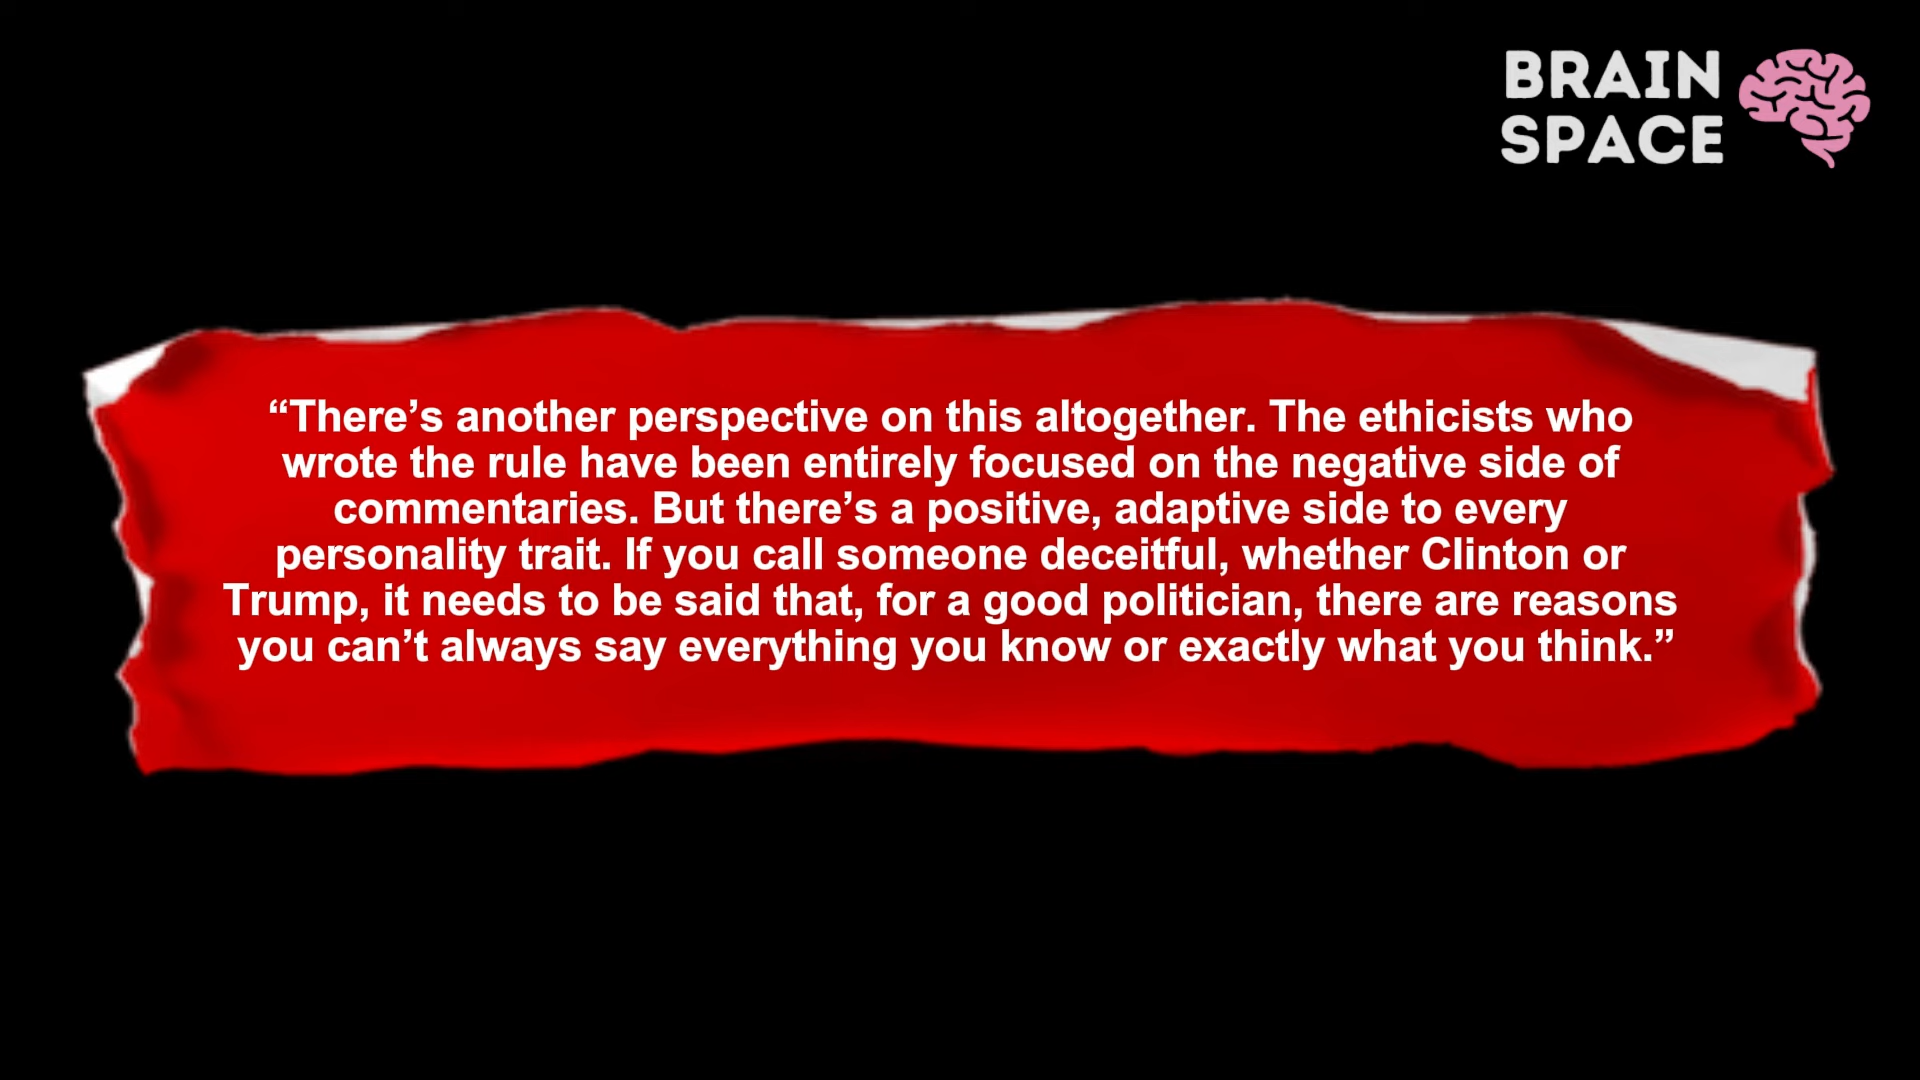 BRAIN
SPACE
“There’s another perspective on this altogether. The ethicists who
wrote the rule have been entirely focused on the negative side of
commentaries. But there’s a positive, adaptive side to every
personality trait. If you call someone deceitful, whether Clinton or
Trump, it needs to be said that, for a good politician, there are reasons
you can’t always say everything you know or exactly what you think.”